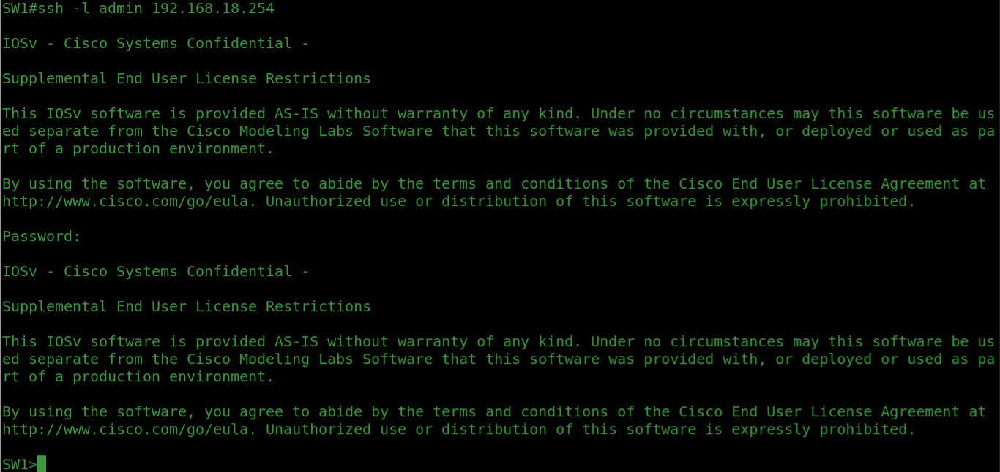 SW1#ssh -l admin 192.168.18.254
IOSv - Cisco Systems Confidential -
Supplemental End User License Restrictions
This IOSv software is provided AS-IS without warranty of any kind. Under no circumstances may this software be us
ed separate from the Cisco Modeling Labs Software that this software was provided with, or deployed or used as pa
rt of a production environment.
By using the software, you agree to abide by the terms and conditions of the Cisco End User License Agreement at
http://www.cisco.com/go/eula. Unauthorized use or distribution of this software is expressly prohibited.
Password:
IOSv - Cisco Systems Confidential -
Supplemental End User License Restrictions
This IOSv software is provided AS-IS without warranty of any kind. Under no circumstances may this software be us
ed separate from the Cisco Modeling Labs Software that this software was provided with, or deployed or used as pa
rt of a production environment.
By using the software, you agree to abide by the terms and conditions of the Cisco End User License Agreement at
http://www.cisco.com/go/eula. Unauthorized use or distribution of this software is expressly prohibited.
SW1>